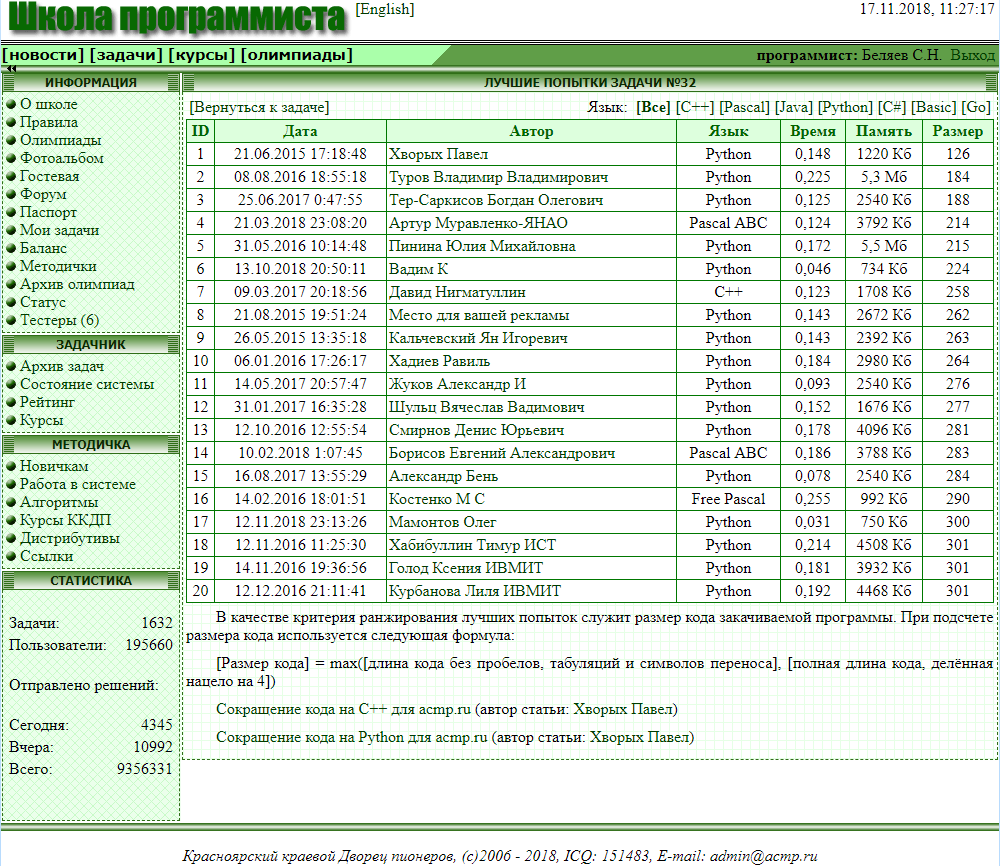 Школа программиста [English] 17.11.2018, 11:27:17
[новости] [задачи] [курсы] [олимпиады] программист: Беляев С.Н. Выход
ИНФОРМАЦИЯ
О школе
Правила
Олимпиады
Фотоальбом
Гостевая
Форум
Паспорт
Мои задачи
Баланс
Методички
Архив олимпиад
Статус
Тестеры (6)
ЗАДАЧНИК
Архив задач
Состояние системы
Рейтинг
Курсы
МЕТОДИЧКА
Новичкам
Работа в системе
Алгоритмы
Курсы ККДП
Дистрибутивы
Ссылки
СТАТИСТИКА
Задачи: 1632
Пользователи: 195660
Отправлено решений:
Сегодня: 4345
Вчера: 10992
Всего: 9356331
ЛУЧШИЕ ПОПЫТКИ ЗАДАЧИ №32
[Вернуться к задаче] Язык: [Все] [C++] [Pascal] [Java] [Python] [C#] [Basic] [Go]
ID Дата Автор Язык Время Память Размер
1 21.06.2015 17:18:48 Хворых Павел Python 0,148 1220 Кб 126
2 08.08.2016 18:55:18 Туров Владимир Владимирович Python 0,225 5,3 Мб 184
3 25.06.2017 0:47:55 Тер-Саркисов Богдан Олегович Python 0,125 2540 Кб 188
4 21.03.2018 23:08:20 Артур Муравленко-ЯНАО Pascal ABC 0,124 3792 Кб 214
5 31.05.2016 10:14:48 Пинина Юлия Михайловна Python 0,172 5,5 Мб 215
6 13.10.2018 20:50:11 Вадим К Python 0,046 734 Кб 224
7 09.03.2017 20:18:56 Давид Нигматуллин C++ 0,123 1708 Кб 258
8 21.08.2015 19:51:24 Место для вашей рекламы Python 0,143 2672 Кб 262
9 26.05.2015 13:35:18 Кальчевский Ян Игоревич Python 0,143 2392 Кб 263
10 06.01.2016 17:26:17 Хадиев Равиль Python 0,184 2980 Кб 264
11 14.05.2017 20:57:47 Жуков Александр И Python 0,093 2540 Кб 276
12 31.01.2017 16:35:28 Шульц Вячеслав Вадимович Python 0,152 1676 Кб 277
13 12.10.2016 12:55:54 Смирнов Денис Юрьевич Python 0,178 4096 Кб 281
14 10.02.2018 1:07:45 Борисов Евгений Александрович Pascal ABC 0,186 3788 Кб 283
15 16.08.2017 13:55:29 Александр Бень Python 0,078 2540 Кб 284
16 14.02.2016 18:01:51 Костенко М С Free Pascal 0,255 992 Кб 290
17 12.11.2018 23:13:26 Мамонтов Олег Python 0,031 750 Кб 300
18 12.11.2016 11:25:30 Хабибуллин Тимур ИСТ Python 0,214 4508 Кб 301
19 14.11.2016 19:36:56 Голод Ксения ИВМИТ Python 0,181 3932 Кб 301
20 12.12.2016 21:11:41 Курбанова Лиля ИВМИТ Python 0,192 4468 Кб 301
В качестве критерия ранжирования лучших попыток служит размер кода закачиваемой программы. При подсчете
размера кода используется следующая формула:
[Размер кода] = max([длина кода без пробелов, табуляций и символов переноса], [полная длина кода, делённая
нацело на 4])
Сокращение кода на C++ для acmp.ru (автор статьи: Хворых Павел)
Сокращение кода на Python для acmp.ru (автор статьи: Хворых Павел)
Красноярский краевой Дворец пионеров, (c)2006 - 2018, ICQ: 151483, E-mail: admin@acmp.ru